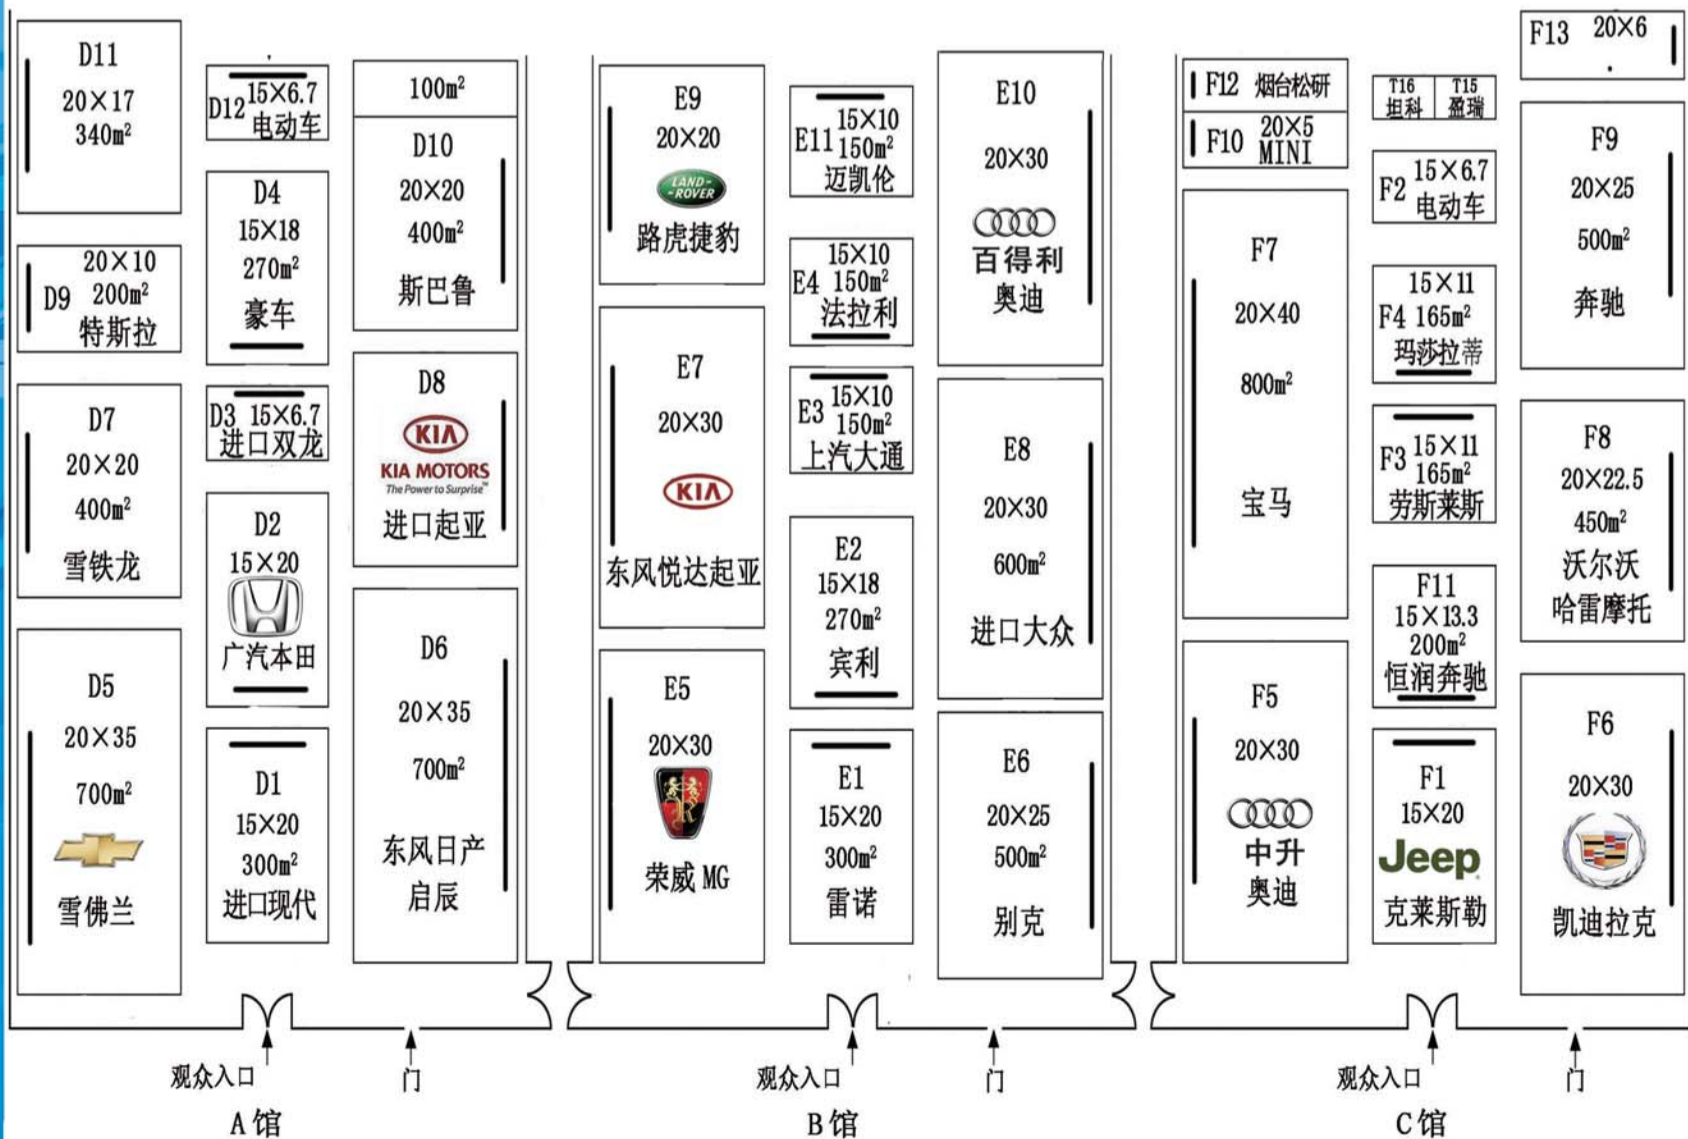 D11
20×17
340m²
D9
20×10
200m²
特斯拉
D7
20×20
400m²
雪铁龙
D5
20×35
700m²
雪佛兰
D12
15×6.7
电动车
D4
15×18
270m²
豪车
D3 15×6.7
进口双龙
D2
15×20
广汽本田
D1
15×20
300m²
进口现代
100m²
D10
20×20
400m²
斯巴鲁
D8
KIA
KIA MOTORS
The Power to Surprise™
进口起亚
D6
20×35
700m²
东风日产
启辰
观众入口
门
A馆
E9
20×20
LAND-
-ROVER
路虎捷豹
E7
20×30
KIA
东风悦达起亚
E5
20×30
R
荣威 MG
E11
15×10
150m²
迈凯伦
E4
15×10
150m²
法拉利
E3
15×10
150m²
上汽大通
E2
15×18
270m²
宾利
E1
15×20
300m²
雷诺
E10
20×30
百得利
奥迪
E8
20×30
600m²
进口大众
E6
20×25
500m²
别克
观众入口
门
B馆
F12 烟台松研
F10
20×5
MINI
F7
20×40
800m²
宝马
F5
20×30
中升
奥迪
T16
坦科
T15
盈瑞
F2
15×6.7
电动车
F4
15×11
165m²
玛莎拉蒂
F3
15×11
165m²
劳斯莱斯
F11
15×13.3
200m²
恒润奔驰
F1
15×20
Jeep
克莱斯勒
F13 20×6
F9
20×25
500m²
奔驰
F8
20×22.5
450m²
沃尔沃
哈雷摩托
F6
20×30
凯迪拉克
观众入口
门
C馆